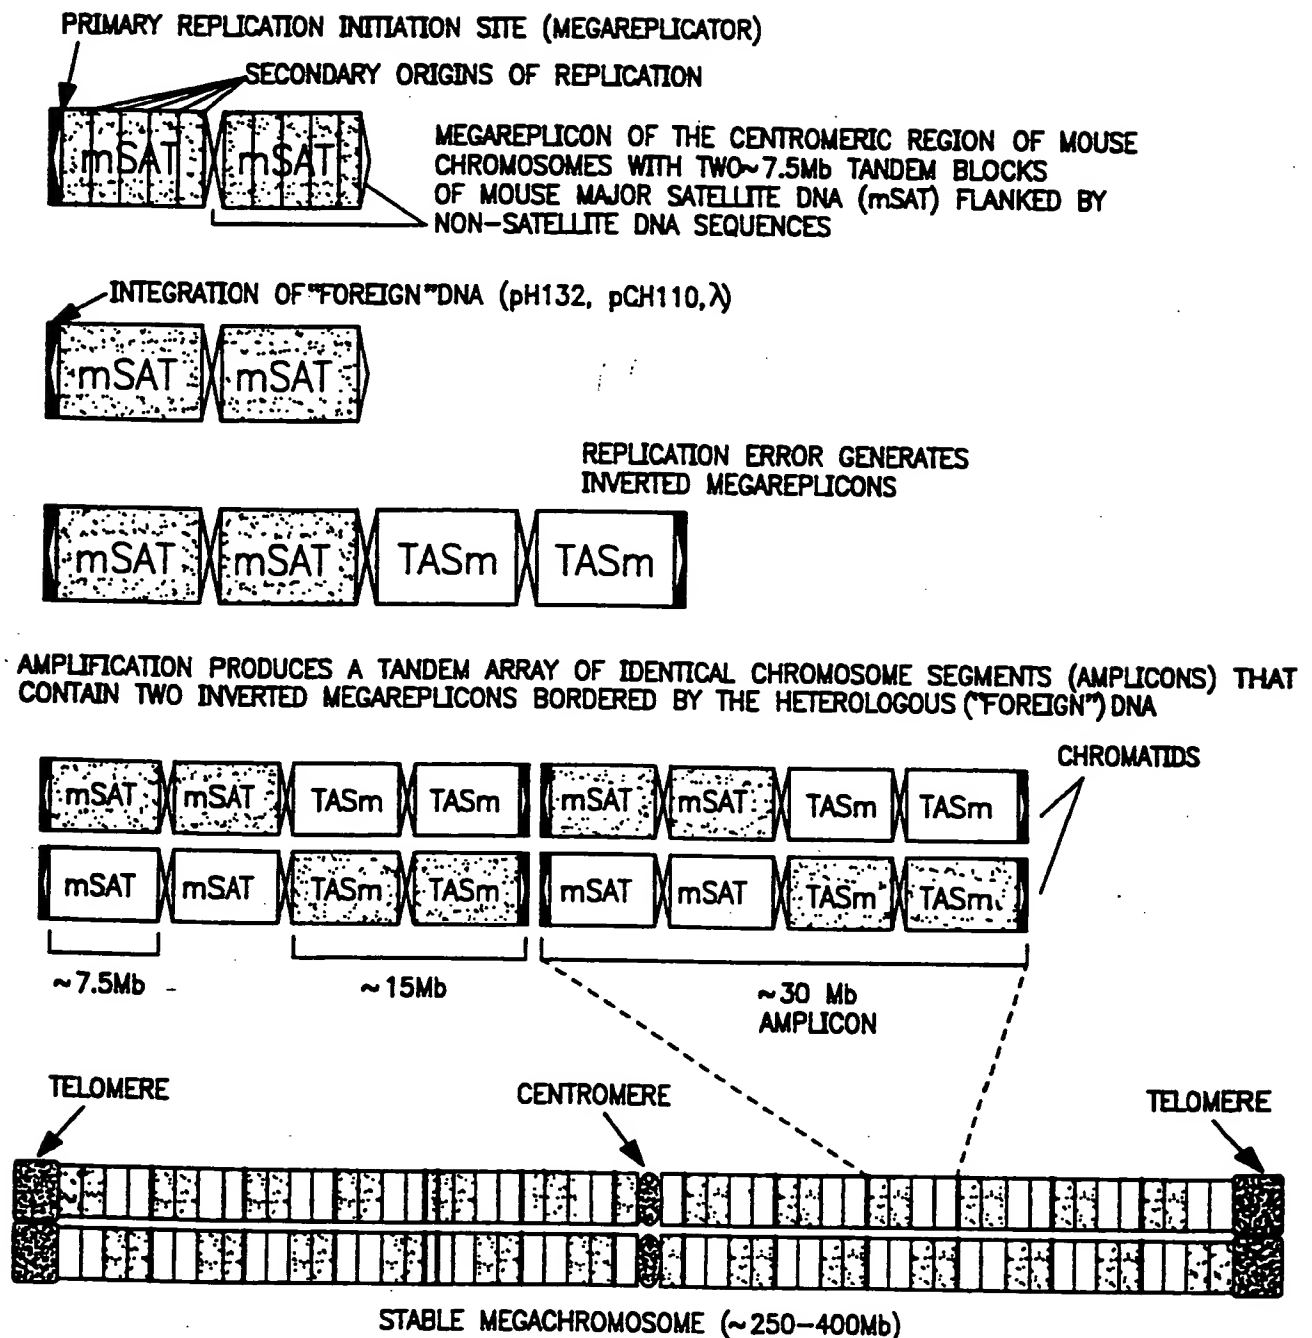 PRIMARY REPLICATION INITIATION SITE (MEGAREPLICATOR)
SECONDARY ORIGINS OF REPLICATION
mSAT mSAT
MEGAREPLICON OF THE CENTROMERIC REGION OF MOUSE
CHROMOSOMES WITH TWO~7.5Mb TANDEM BLOCKS
OF MOUSE MAJOR SATELLITE DNA (mSAT) FLANKED BY
NON-SATELLITE DNA SEQUENCES
INTEGRATION OF "FOREIGN" DNA (pH132, pCH110,λ)
mSAT mSAT
REPLICATION ERROR GENERATES
INVERTED MEGAREPLICONS
mSAT mSAT TASm TASm
AMPLIFICATION PRODUCES A TANDEM ARRAY OF IDENTICAL CHROMOSOME SEGMENTS (AMPLICONS) THAT
CONTAIN TWO INVERTED MEGAREPLICONS BORDERED BY THE HETEROLOGOUS ("FOREIGN") DNA
CHROMATIDS
mSAT mSAT TASm TASm mSAT mSAT TASm TASm
mSAT mSAT TASm TASm mSAT mSAT TASm TASm
~7.5Mb ~15Mb ~30 Mb
AMPLICON
TELOMERE CENTROMERE TELOMERE
STABLE MEGACHROMOSOME (~250-400Mb)